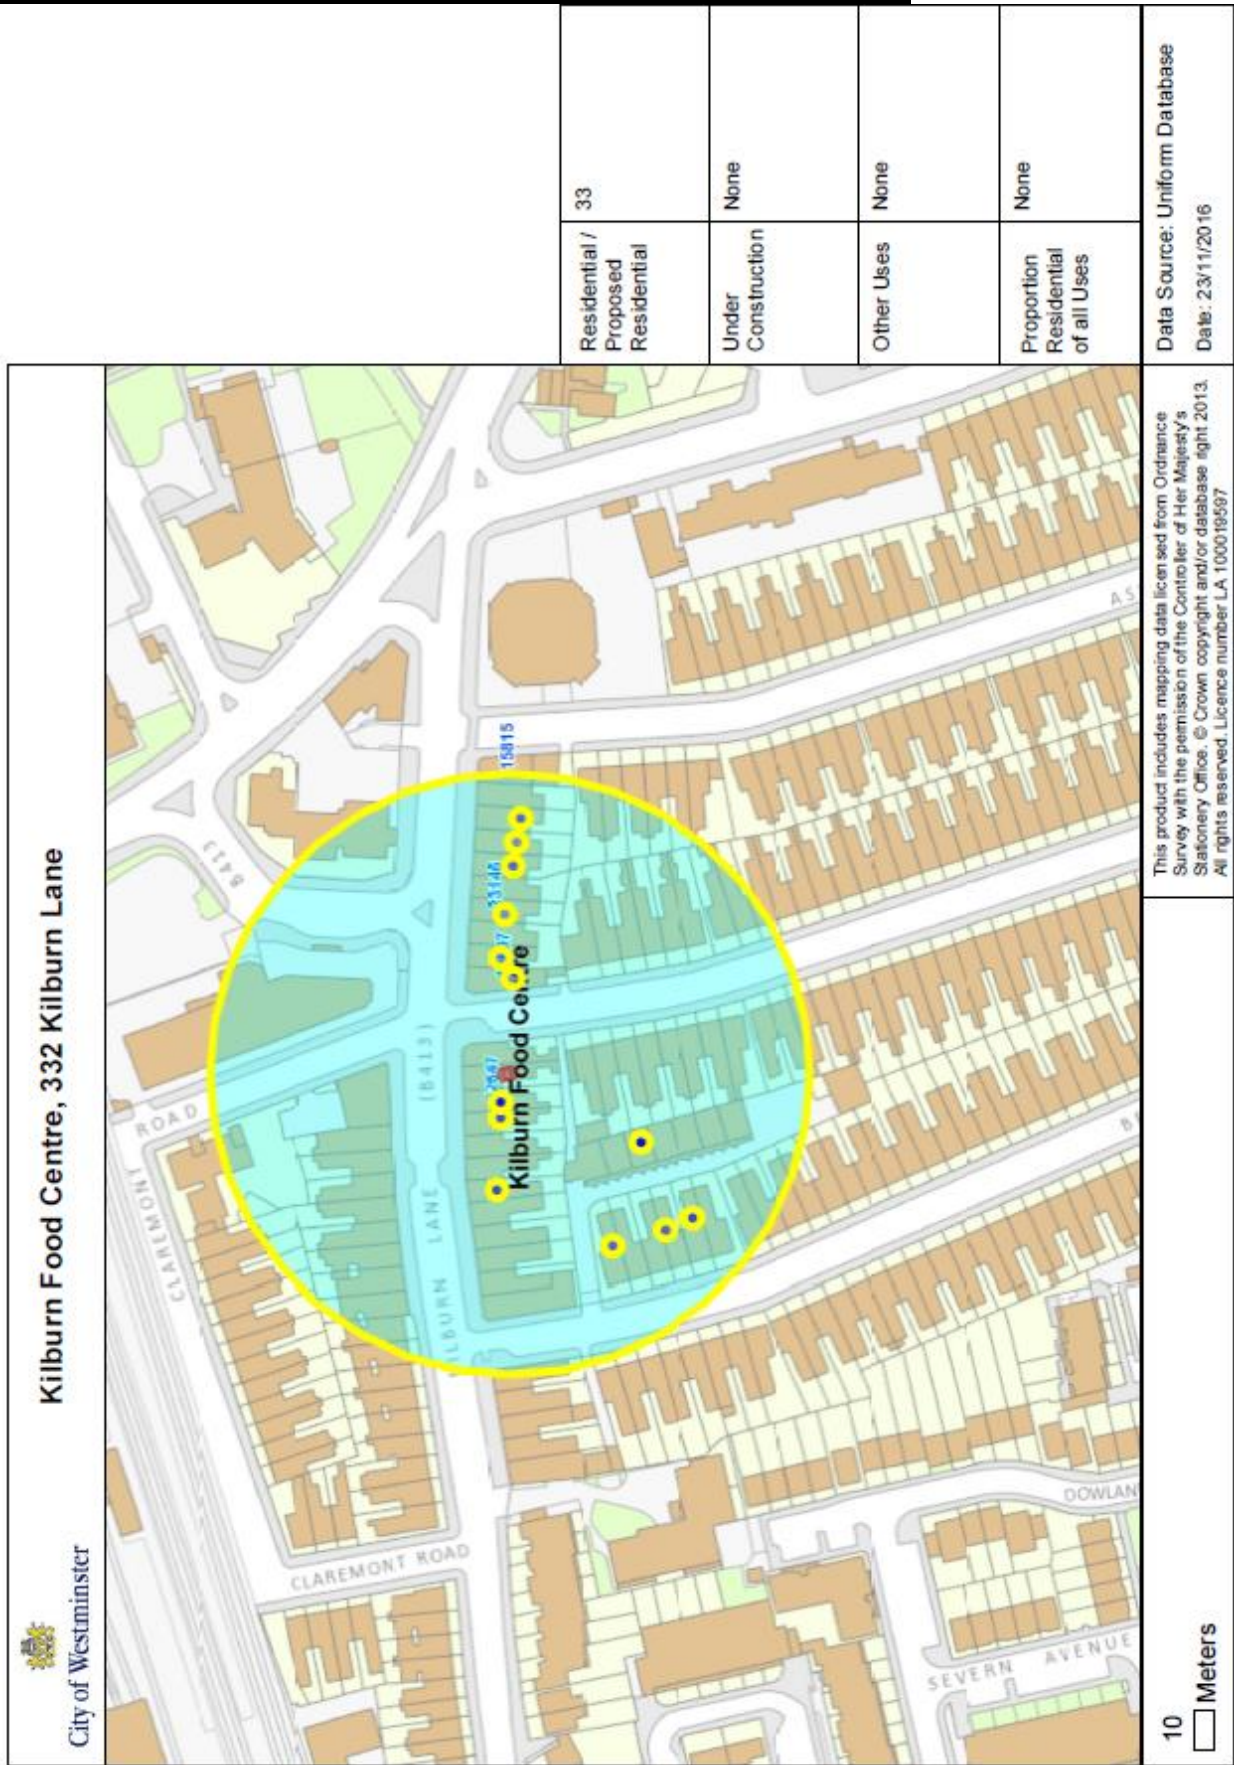 City of Westminster
Kilburn Food Centre, 332 Kilburn Lane
CLAREMONT
ROAD
B413
CLAREMONT ROAD
LANE
(B413)
15815
Kilburn Food
SEVERN AVENUE
Residential /
Proposed
Residential
33
Under
Construction
None
Other Uses
None
Proportion
Residential
of all Uses
None
10
Meters
This product includes mapping data licensed from Ordnance
Survey with the permission of the Controller of Her Majesty's
Stationery Office. © Crown copyright and/or database right 2013.
All rights reserved. Licence number LA 100019597
Data Source: Uniform Database
Date: 23/11/2016